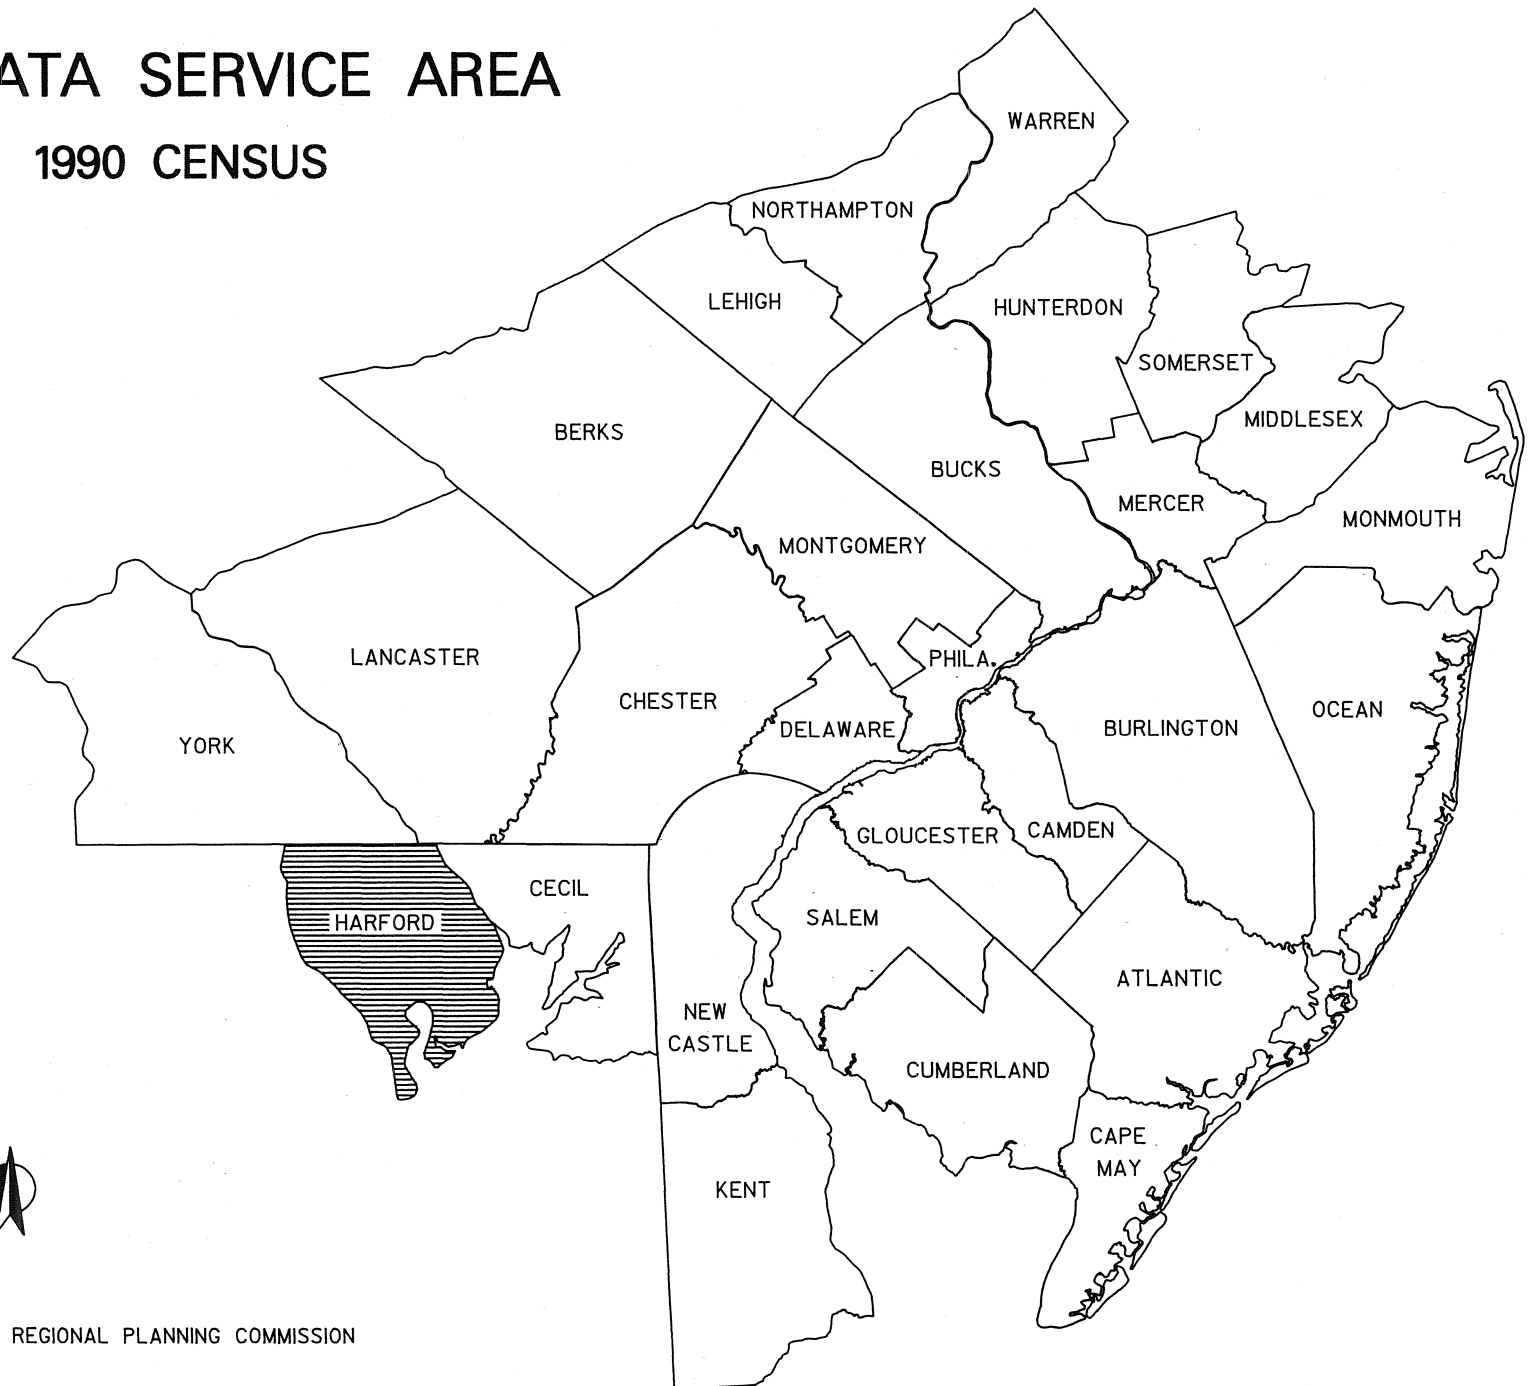 ATA SERVICE AREA
1990 CENSUS
WARREN
NORTHAMPTON
LEHIGH
HUNTERDON
SOMERSET
MIDDLESEX
BERKS
BUCKS
MERCER
MONMOUTH
MONTGOMERY
LANCASTER
PHILA.
CHESTER
OCEAN
DELAWARE
BURLINGTON
YORK
GLOUCESTER
CAMDEN
CECIL
HARFORD
SALEM
ATLANTIC
NEW
CASTLE
CUMBERLAND
CAPE
MAY
KENT
REGIONAL PLANNING COMMISSION